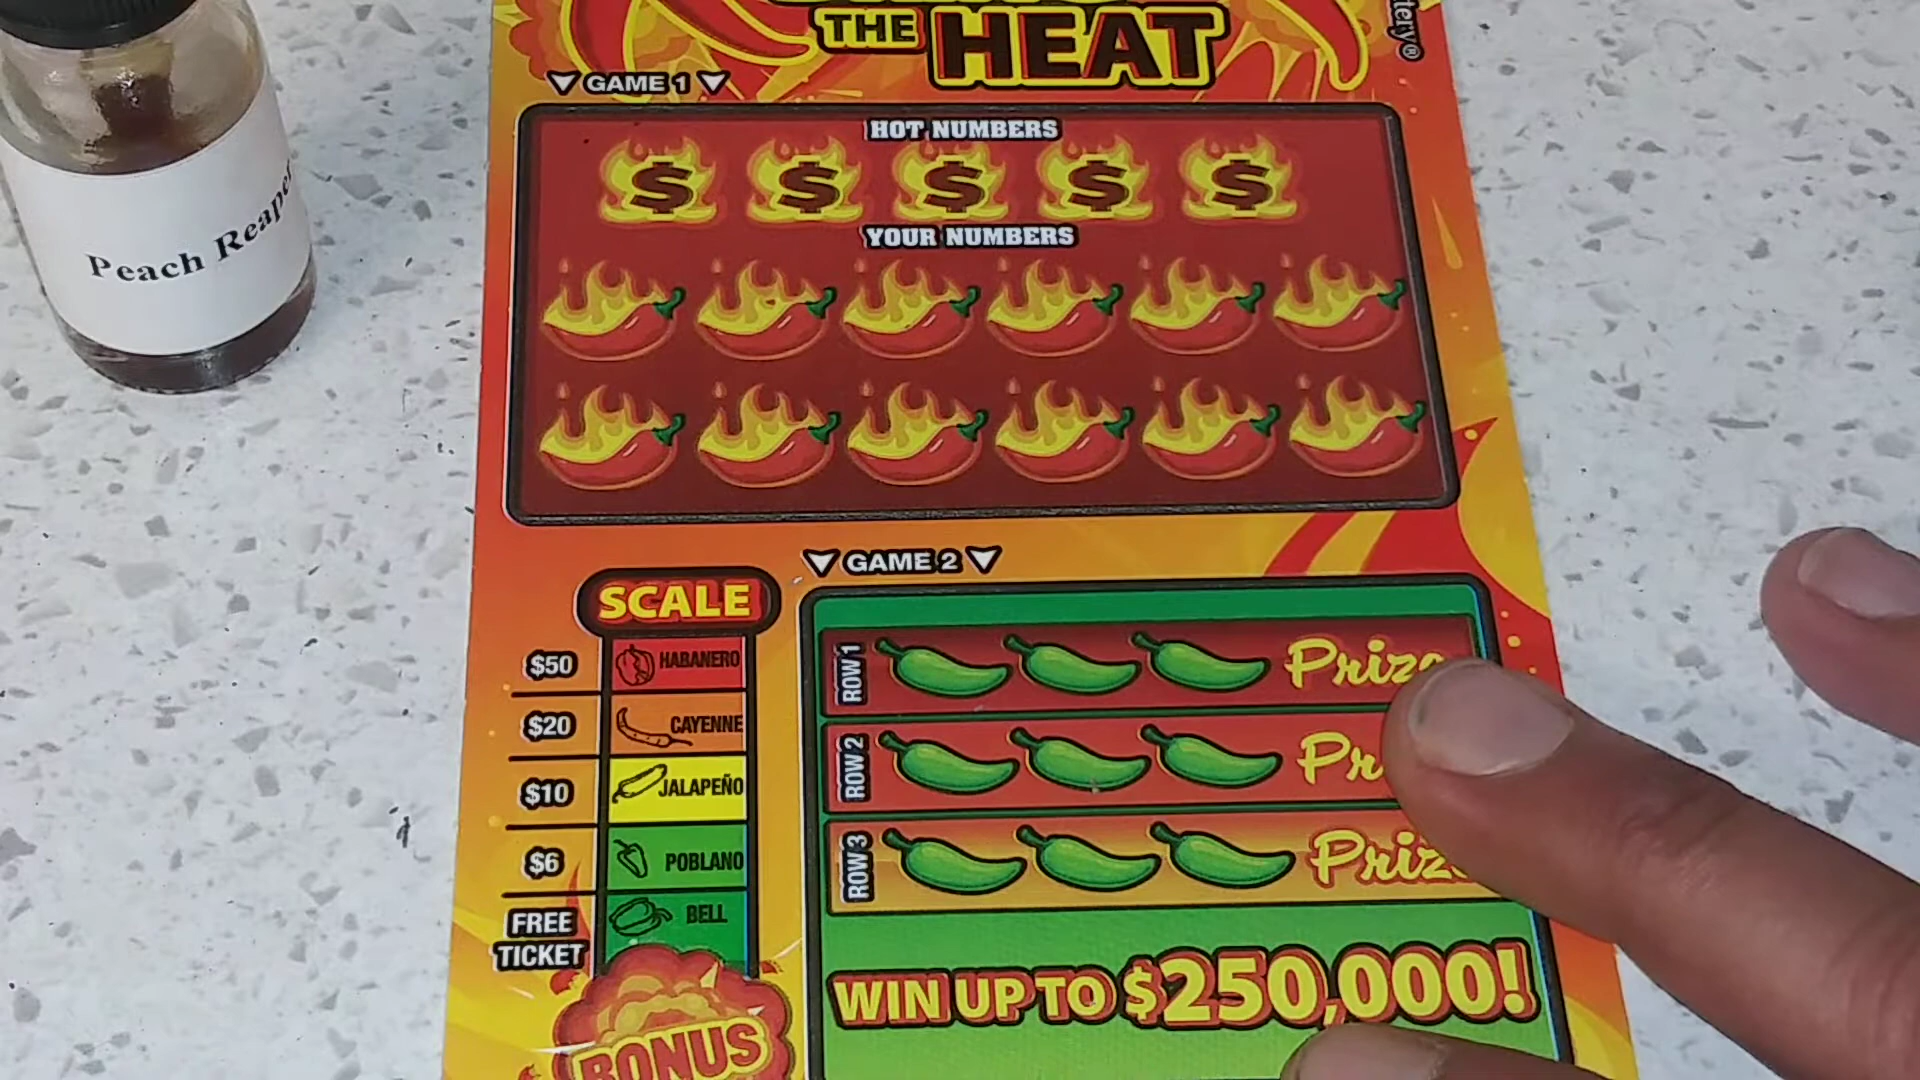 THE HEAT
GAME 1
HOT NUMBERS
$ $ $ $ $
YOUR NUMBERS
Peach Reaper
GAME 2
SCALE
$50 HABANERO
$20 CAYENNE
$10 JALAPEÑO
$6 POBLANO
FREE TICKET BELL
BONUS
ROW 1
ROW 2
ROW 3
WIN UP TO $250,000!